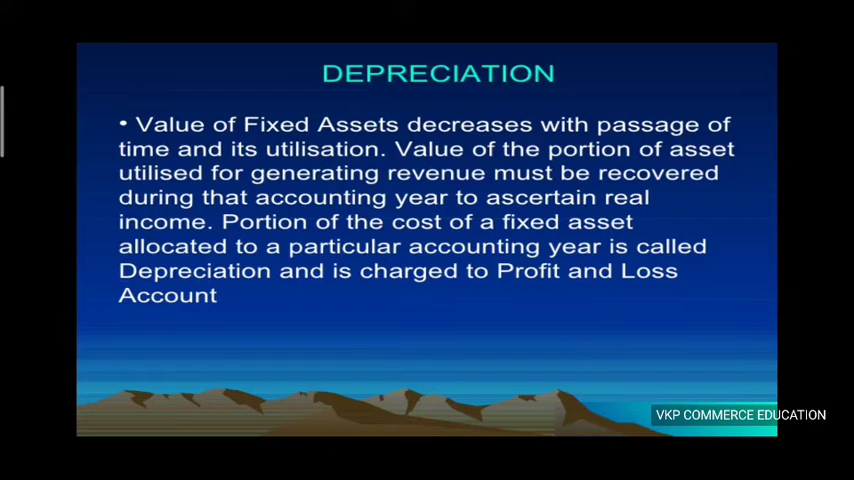 DEPRECIATION
• Value of Fixed Assets decreases with passage of
time and its utilisation. Value of the portion of asset
utilised for generating revenue must be recovered
during that accounting year to ascertain real
income. Portion of the cost of a fixed asset
allocated to a particular accounting year is called
Depreciation and is charged to Profit and Loss
Account
VKP COMMERCE EDUCATION